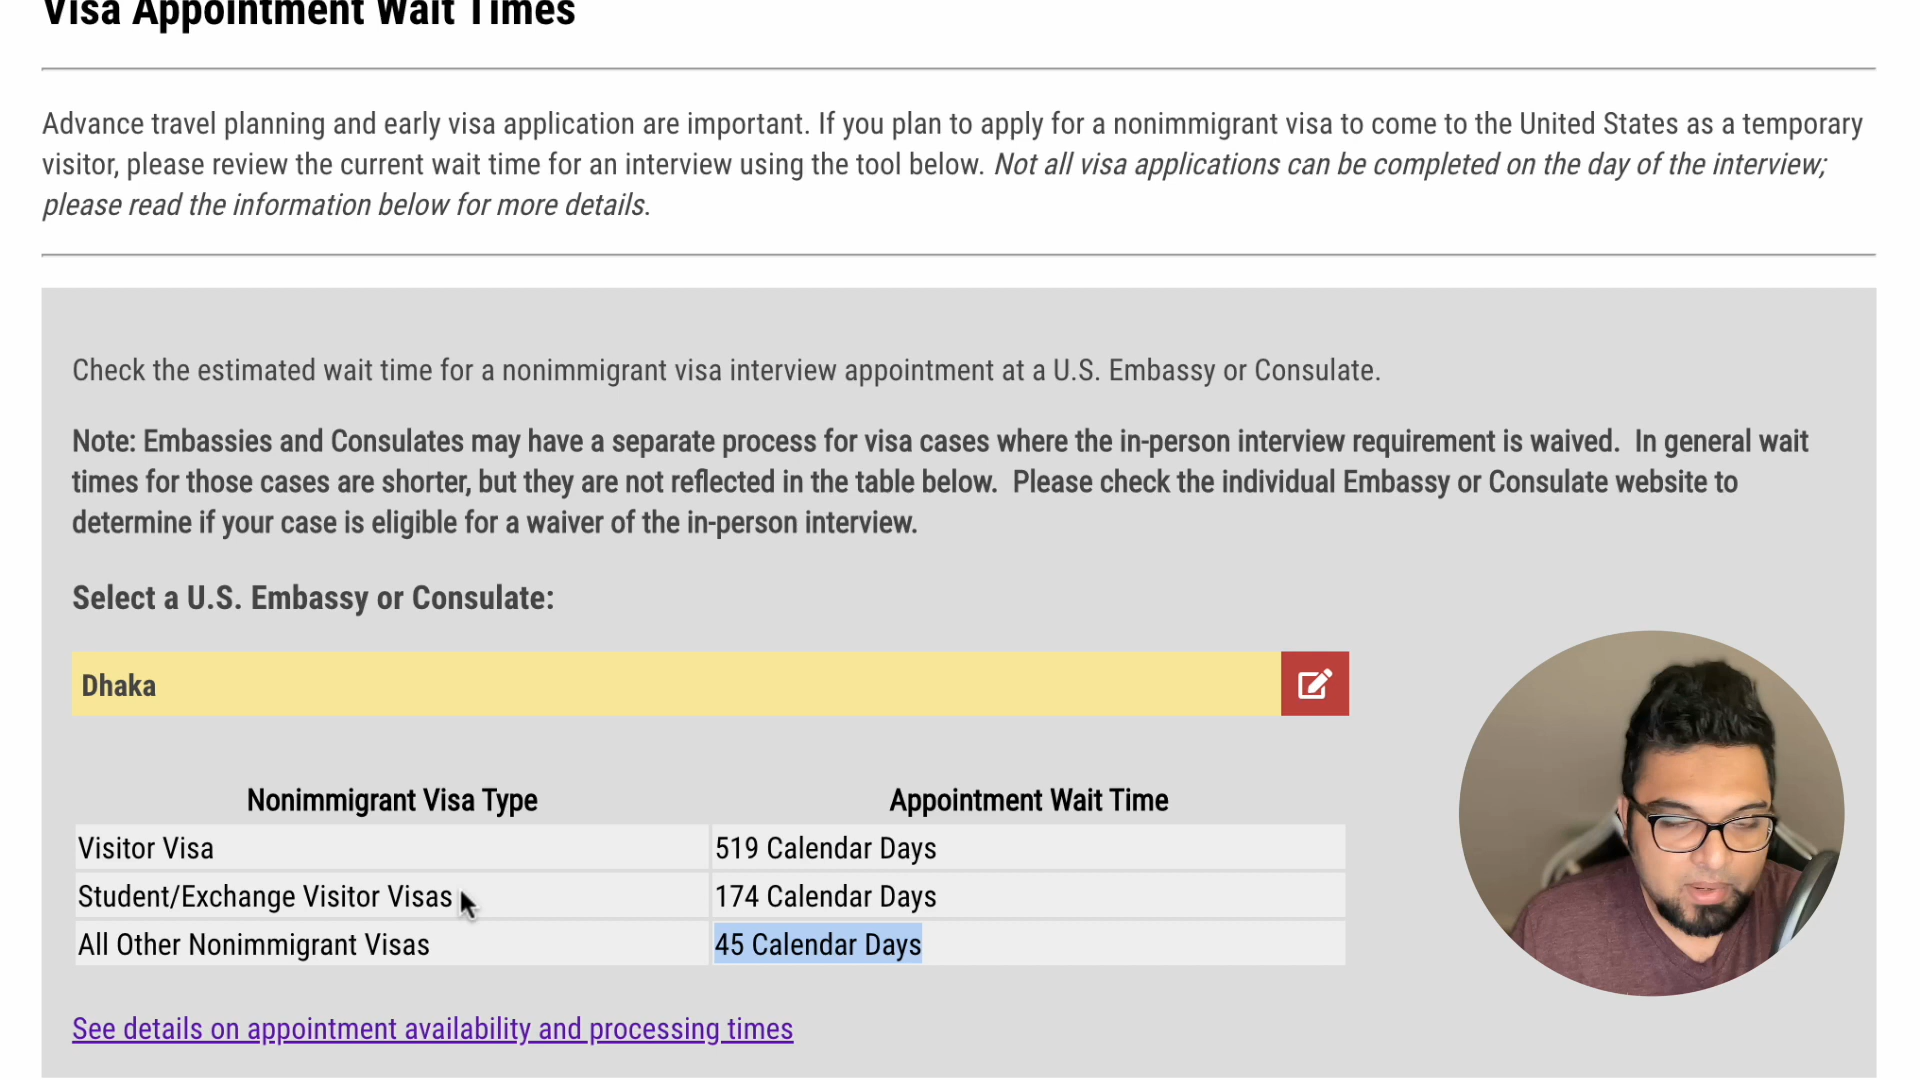 Visa Appointment Wait Times
Advance travel planning and early visa application are important. If you plan to apply for a nonimmigrant visa to come to the United States as a temporary
visitor, please review the current wait time for an interview using the tool below. Not all visa applications can be completed on the day of the interview;
please read the information below for more details.
Check the estimated wait time for a nonimmigrant visa interview appointment at a U.S. Embassy or Consulate.
Note: Embassies and Consulates may have a separate process for visa cases where the in-person interview requirement is waived.  In general wait
times for those cases are shorter, but they are not reflected in the table below.  Please check the individual Embassy or Consulate website to
determine if your case is eligible for a waiver of the in-person interview.
Select a U.S. Embassy or Consulate:
Dhaka
Nonimmigrant Visa Type Appointment Wait Time
Visitor Visa 519 Calendar Days
Student/Exchange Visitor Visas 174 Calendar Days
All Other Nonimmigrant Visas 45 Calendar Days
See details on appointment availability and processing times